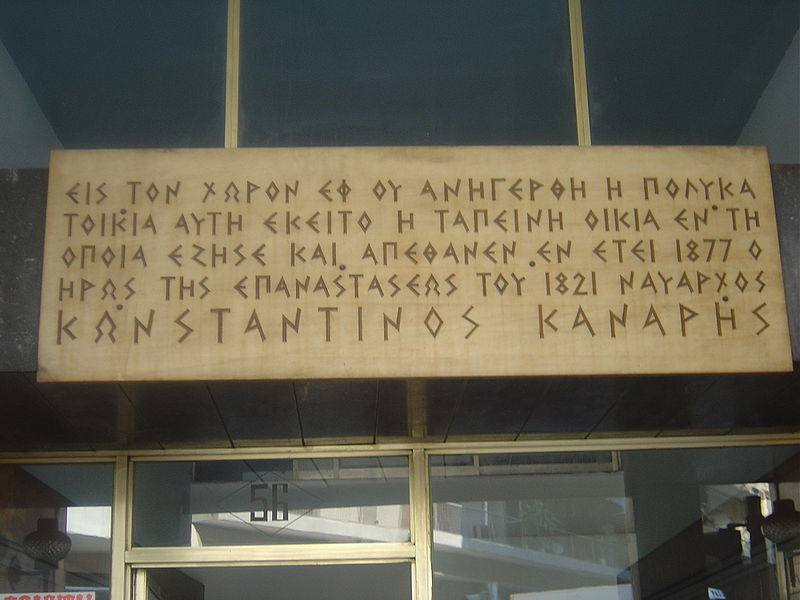 ΕΙΣ ΤΟΝ ΧΩΡΟΝ ΕΦ ΟΥ ΑΝΗΓΕΡΘΗ Η ΠΟΛΥΚΑ
ΤΟΙΚΙΑ ΑΥΤΗ ΕΚΕΙΤΟ Η ΤΑΠΕΙΝΗ ΟΙΚΙΑ ΕΝ ΤΗ
ΟΠΟΙΑ ΕΖΗΣΕ ΚΑΙ ΑΠΕΘΑΝΕΝ ΕΝ ΕΤΕΙ 1877 Ο
ΗΡΩΣ ΤΗΣ ΕΠΑΝΑΣΤΑΣΕΩΣ ΤΟΥ 1821 ΝΑΥΑΡΧΟΣ
ΚΩΝΣΤΑΝΤΙΝΟΣ ΚΑΝΑΡΗΣ
56